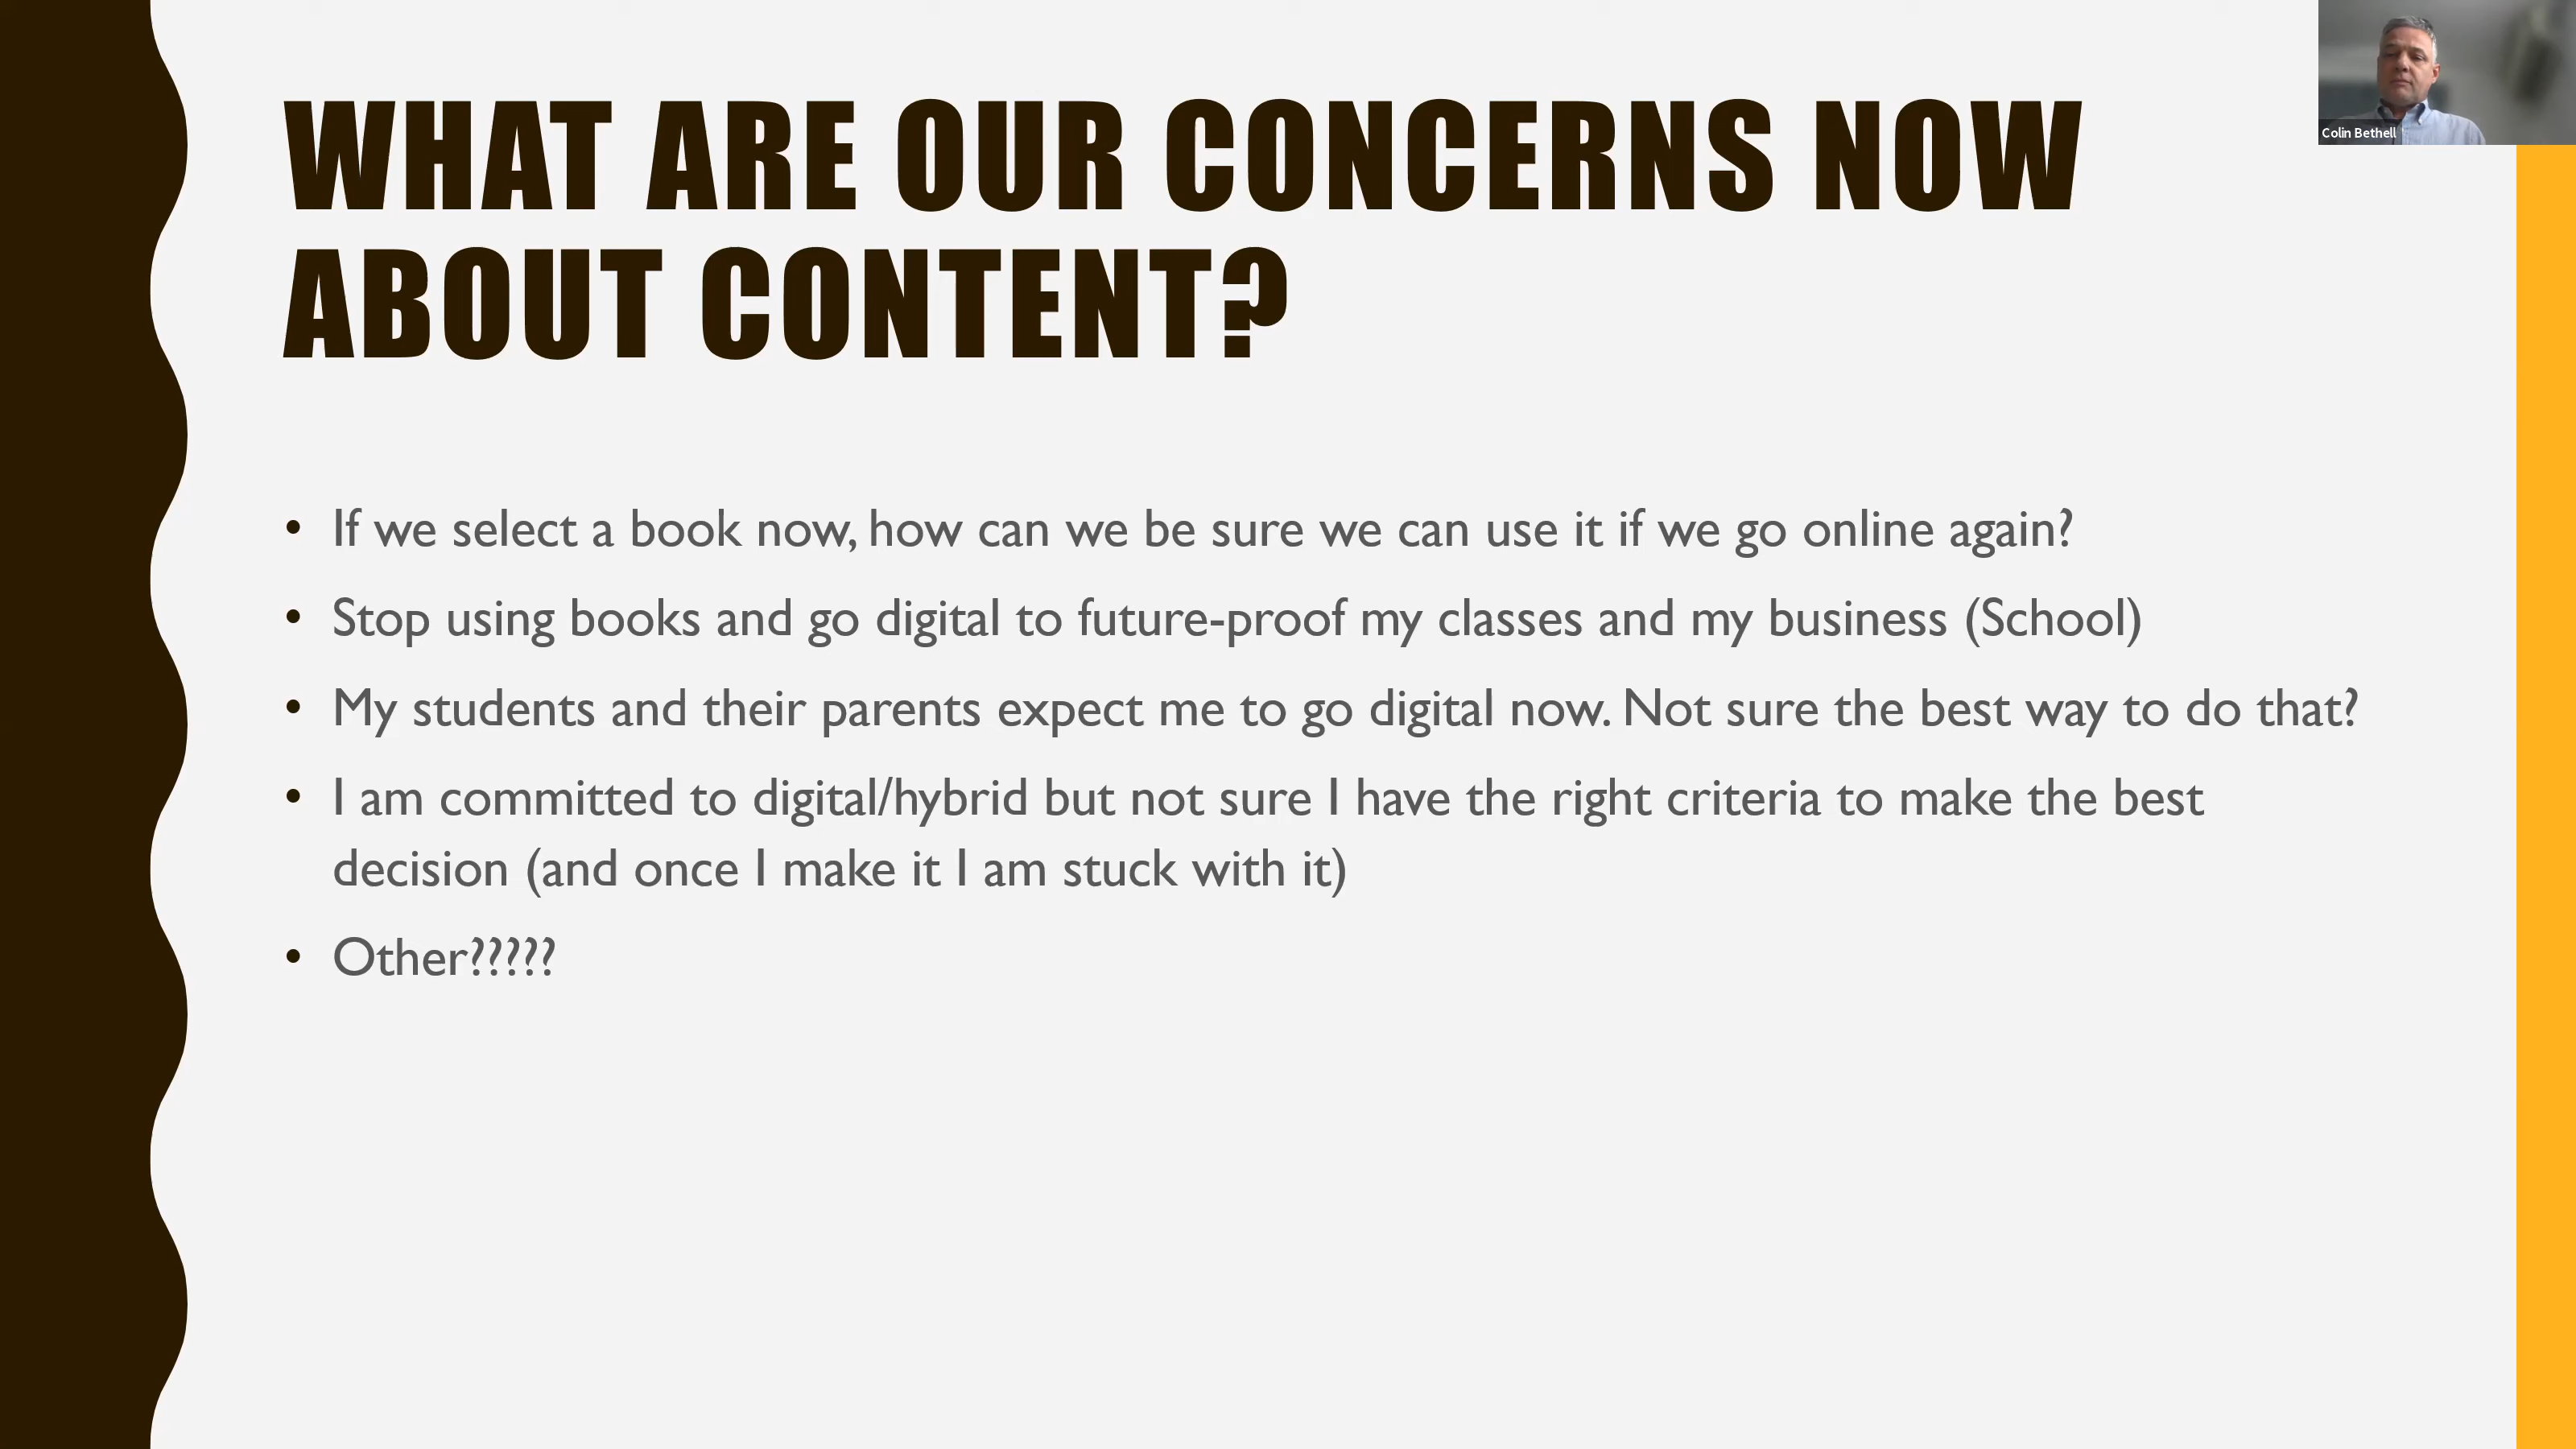 WHAT ARE OUR CONCERNS NOW
ABOUT CONTENT?
Colin Bethell
• If we select a book now, how can we be sure we can use it if we go online again?
• Stop using books and go digital to future-proof my classes and my business (School)
• My students and their parents expect me to go digital now. Not sure the best way to do that?
• I am committed to digital/hybrid but not sure I have the right criteria to make the best
decision (and once I make it I am stuck with it)
• Other?????